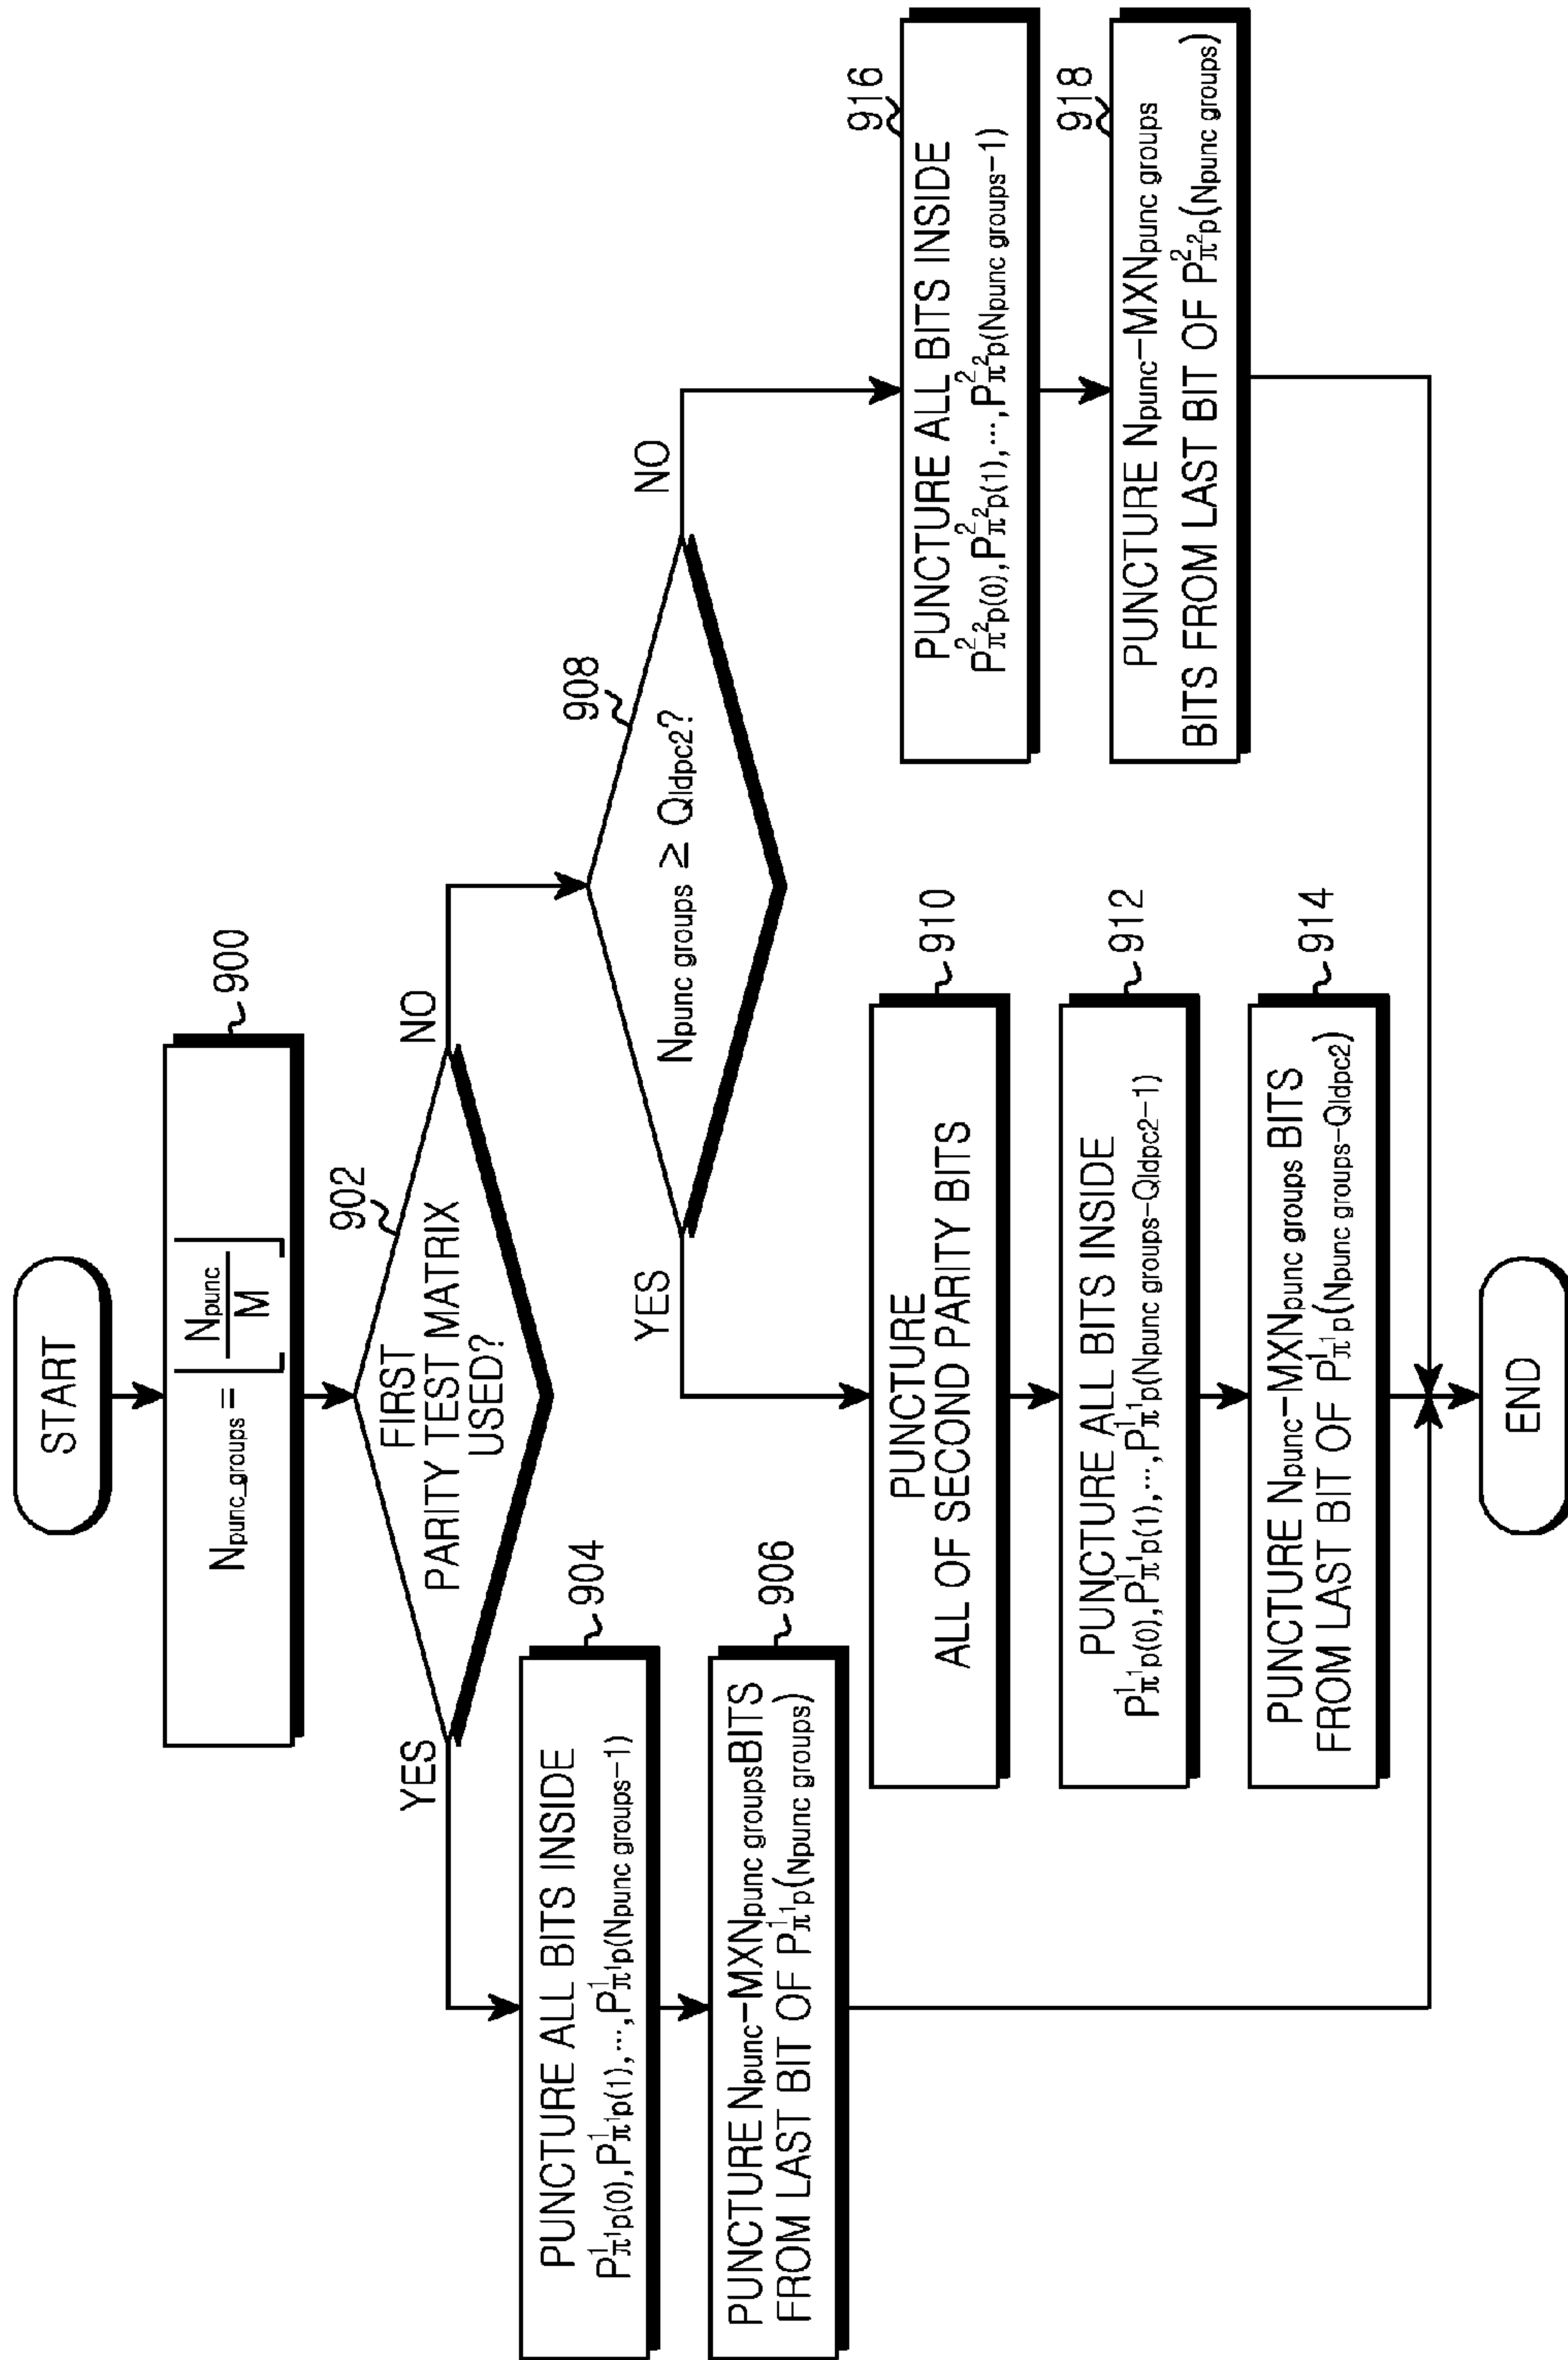 START
900
Npunc_groups = ⌊Npunc/M⌋
902
FIRST
PARITY TEST MATRIX
USED?
YES
NO
904
PUNCTURE ALL BITS INSIDE
P¹π¹p(0),P¹π¹p(1),···,P¹π¹p(Npunc groups-1)
906
PUNCTURE Npunc-MXNpunc groups BITS
FROM LAST BIT OF P¹π¹p(Npunc groups)
908
Npunc groups ≥ Qldpc2?
YES
NO
910
PUNCTURE
ALL OF SECOND PARITY BITS
912
PUNCTURE ALL BITS INSIDE
P¹π¹p(0),P¹π¹p(1),···,P¹π¹p(Npunc groups-Qldpc2-1)
914
PUNCTURE Npunc-MXNpunc groups BITS
FROM LAST BIT OF P¹π¹p(Npunc groups-Qldpc2)
916
PUNCTURE ALL BITS INSIDE
P²π²p(0),P²π²p(1),···,P²π²p(Npunc groups-1)
918
PUNCTURE Npunc-MXNpunc groups
BITS FROM LAST BIT OF P²π²p(Npunc groups)
END